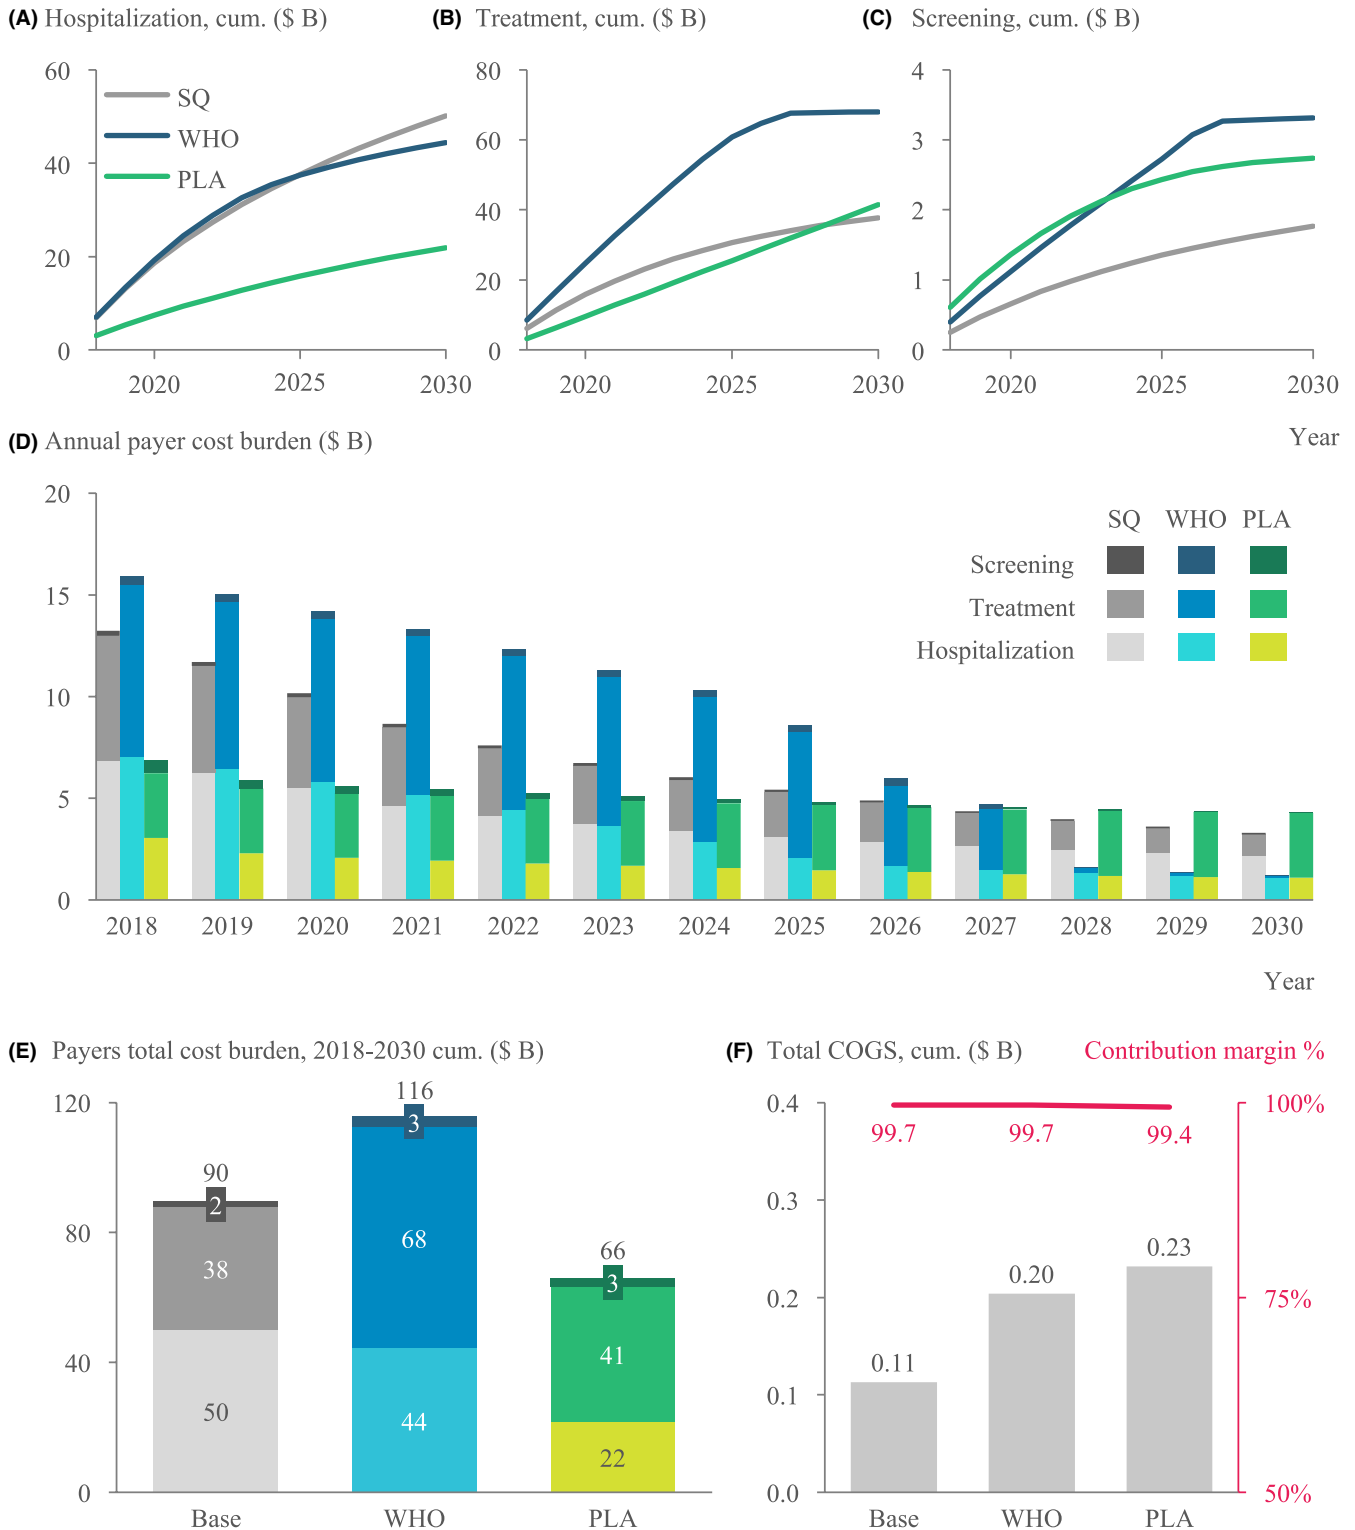 (A) Hospitalization, cum. ($ B)
(B) Treatment, cum. ($ B)
(C) Screening, cum. ($ B)
60
40
20
0
SQ
WHO
PLA
2020
2025
2030
80
60
40
20
0
2020
2025
2030
4
3
2
1
0
2020
2025
2030
Year
(D) Annual payer cost burden ($ B)
20
15
10
5
0
SQ WHO PLA
Screening
Treatment
Hospitalization
2018 2019 2020 2021 2022 2023 2024 2025 2026 2027 2028 2029 2030
Year
(E) Payers total cost burden, 2018-2030 cum. ($ B)
120
80
40
0
90
2
38
50
116
3
68
44
66
3
41
22
Base WHO PLA
(F) Total COGS, cum. ($ B)
Contribution margin %
0.4
0.3
0.2
0.1
0.0
99.7 99.7 99.4
0.11
0.20
0.23
100%
75%
50%
Base WHO PLA